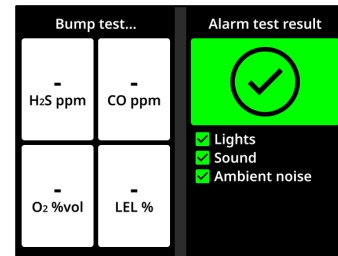 Bump test...
-
H₂S ppm
-
CO ppm
-
O₂ %vol
-
LEL %
Alarm test result
Lights
Sound
Ambient noise